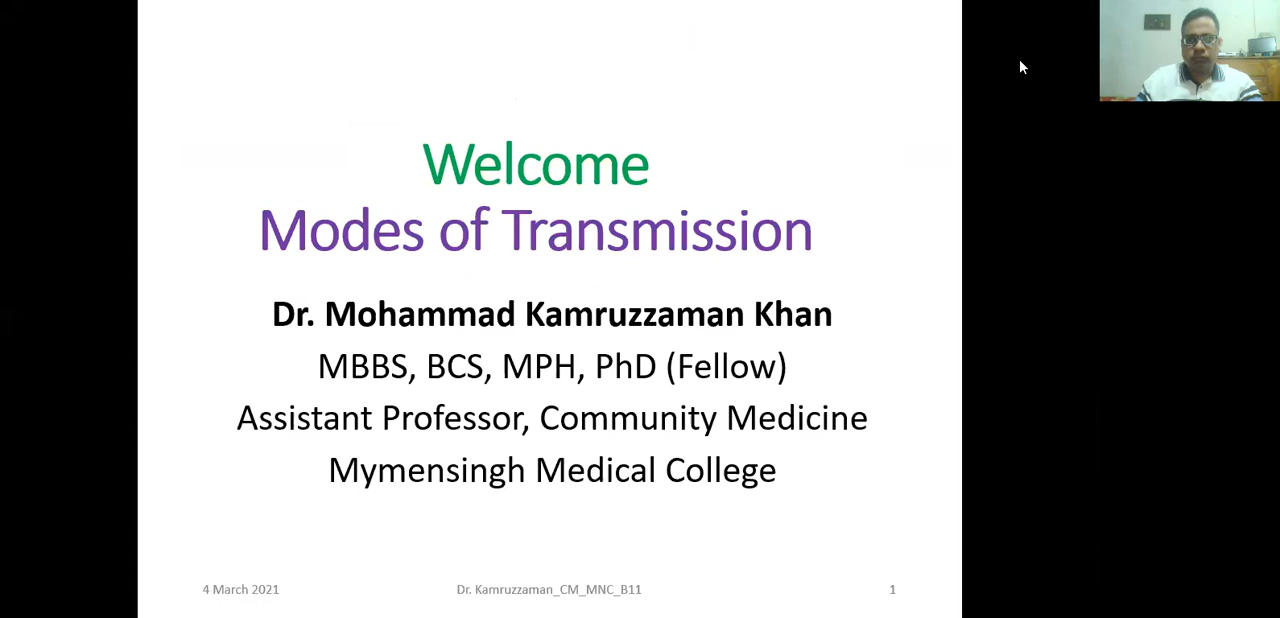 Welcome
Modes of Transmission
Dr. Mohammad Kamruzzaman Khan
MBBS, BCS, MPH, PhD (Fellow)
Assistant Professor, Community Medicine
Mymensingh Medical College
4 March 2021
Dr. Kamruzzaman_CM_MNC_B11
1